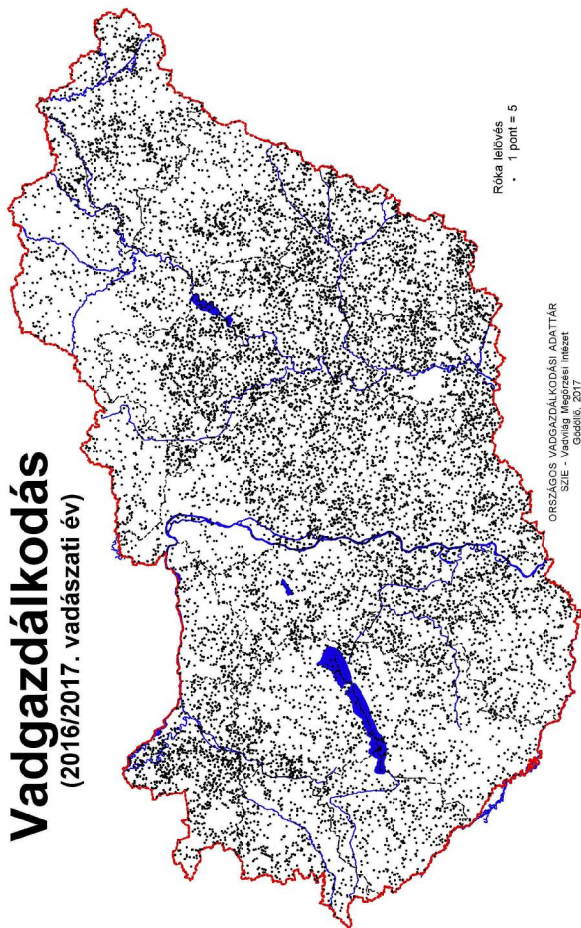 Vadgazdálkodás
(2016/2017. vadászati év)
Róka lelövés
• 1 pont = 5
ORSZÁGOS VADGAZDÁLKODÁSI ADATTÁR
SZIE - Vadvilág Megőrzési Intézet
Gödöllő, 2017